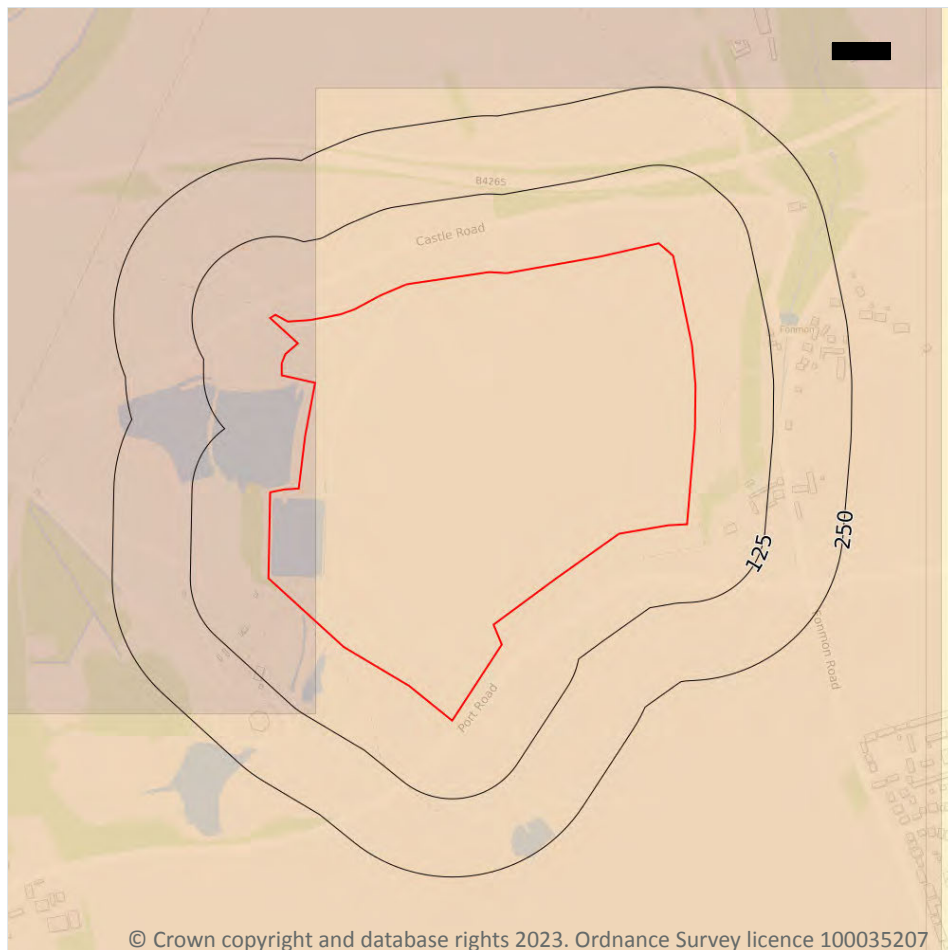 B4265
Castle Road
Fonmon
250
125
Fonmon Road
Port Road
© Crown copyright and database rights 2023. Ordnance Survey licence 100035207